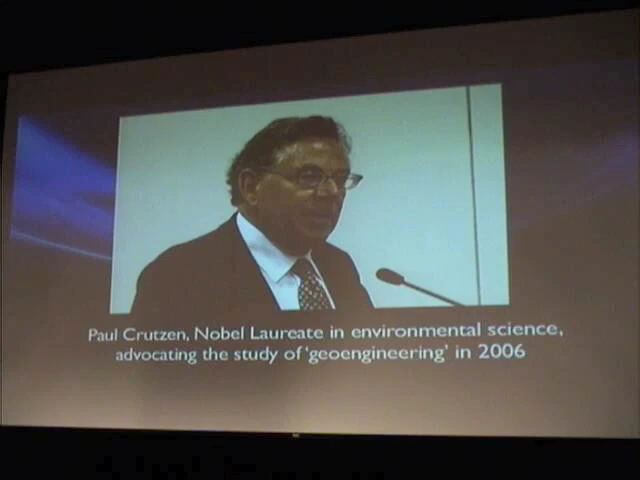 Paul Crutzen, Nobel Laureate in environmental science,
advocating the study of 'geoengineering' in 2006